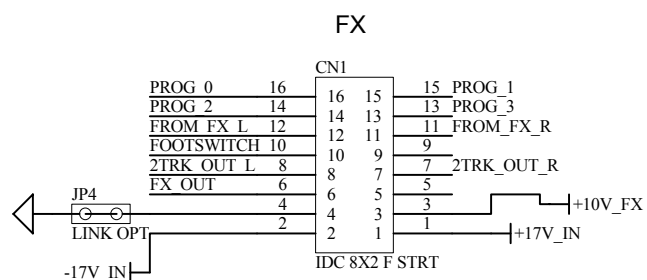 FX
CN1
PROG_0 16 16 15 15 PROG_1
PROG_2 14 14 13 13 PROG_3
FROM_FX_L 12 12 11 11 FROM_FX_R
FOOTSWITCH 10 10 9 9
2TRK_OUT_L 8 8 7 7 2TRK_OUT_R
FX_OUT 6 6 5 5
JP4 4 4 3 3 +10V_FX
LINK OPT 2 2 1 1 +17V_IN
-17V_IN IDC 8X2 F STRT